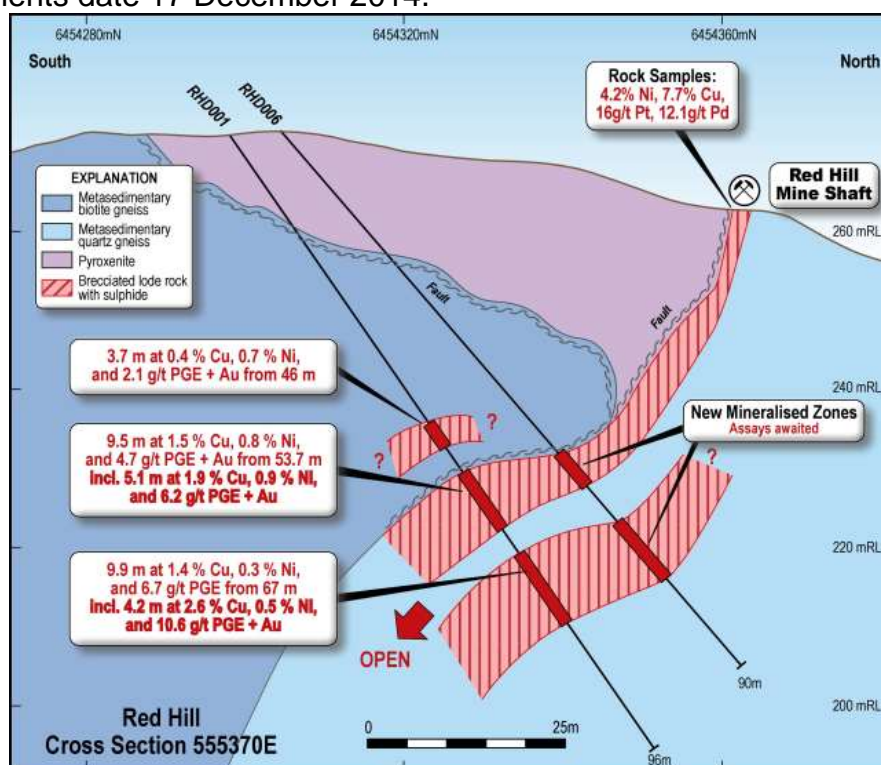 ents date 17 December 2014.
6454280mN
6454320mN
6454360mN
South
North
RHD001
RHD006
Rock Samples:
4.2% Ni, 7.7% Cu,
16g/t Pt, 12.1g/t Pd
Red Hill
Mine Shaft
EXPLANATION
Metasedimentary
biotite gneiss
Metasedimentary
quartz gneiss
Pyroxenite
Brecciated lode rock
with sulphide
260 mRL
Fault
Fault
3.7 m at 0.4 % Cu, 0.7 % Ni,
and 2.1 g/t PGE + Au from 46 m
240 mRL
New Mineralised Zones
Assays awaited
?
?
?
9.5 m at 1.5 % Cu, 0.8 % Ni,
and 4.7 g/t PGE + Au from 53.7 m
Incl. 5.1 m at 1.9 % Cu, 0.9 % NI,
and 6.2 g/t PGE + Au
220 mRL
9.9 m at 1.4 % Cu, 0.3 % Ni,
and 6.7 g/t PGE from 67 m
Incl. 4.2 m at 2.6 % Cu, 0.5 % NI,
and 10.6 g/t PGE + Au
OPEN
90m
200 mRL
Red Hill
Cross Section 555370E
0
25m
96m